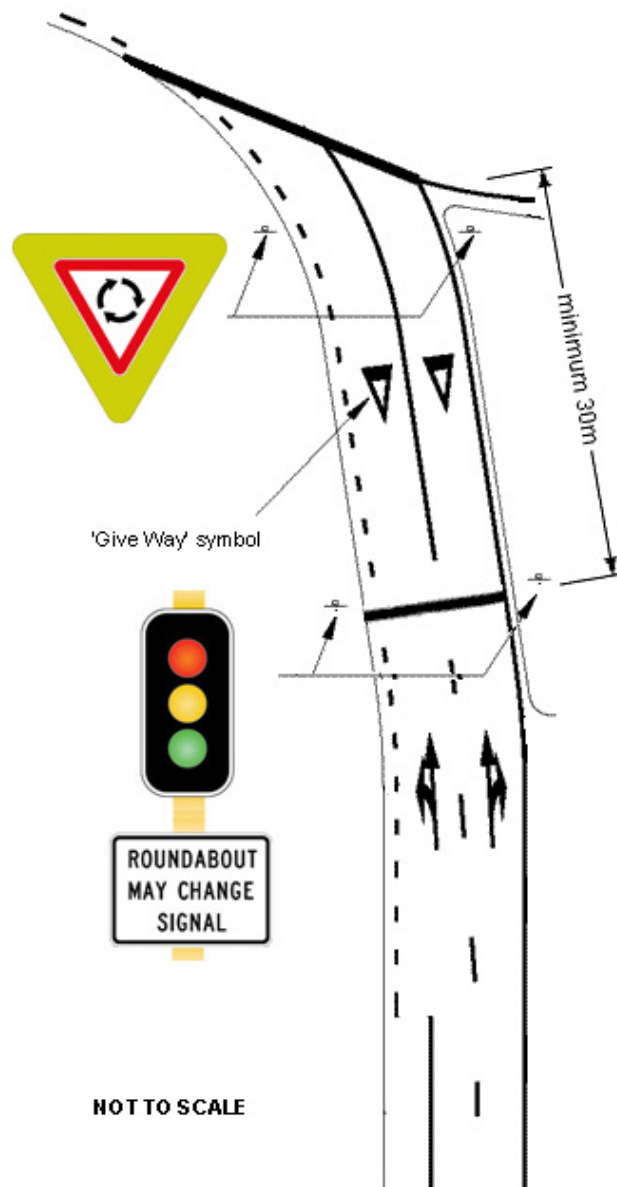 minimum 30m
'Give Way' symbol
ROUNDABOUT
MAY CHANGE
SIGNAL
NOT TO SCALE